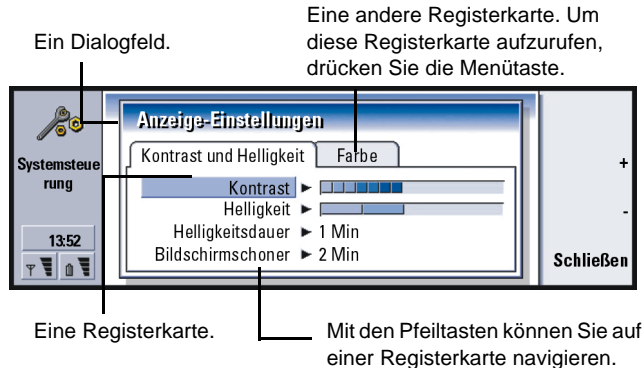 Eine andere Registerkarte. Um
diese Registerkarte aufzurufen,
drücken Sie die Menütaste.
Ein Dialogfeld.
Anzeige-Einstellungen
Kontrast und Helligkeit
Farbe
Systemsteue
rung
Kontrast
Helligkeit
Helligkeitsdauer 1 Min
Bildschirmschoner 2 Min
13:52
+
-
Schließen
Eine Registerkarte.
Mit den Pfeiltasten können Sie auf
einer Registerkarte navigieren.